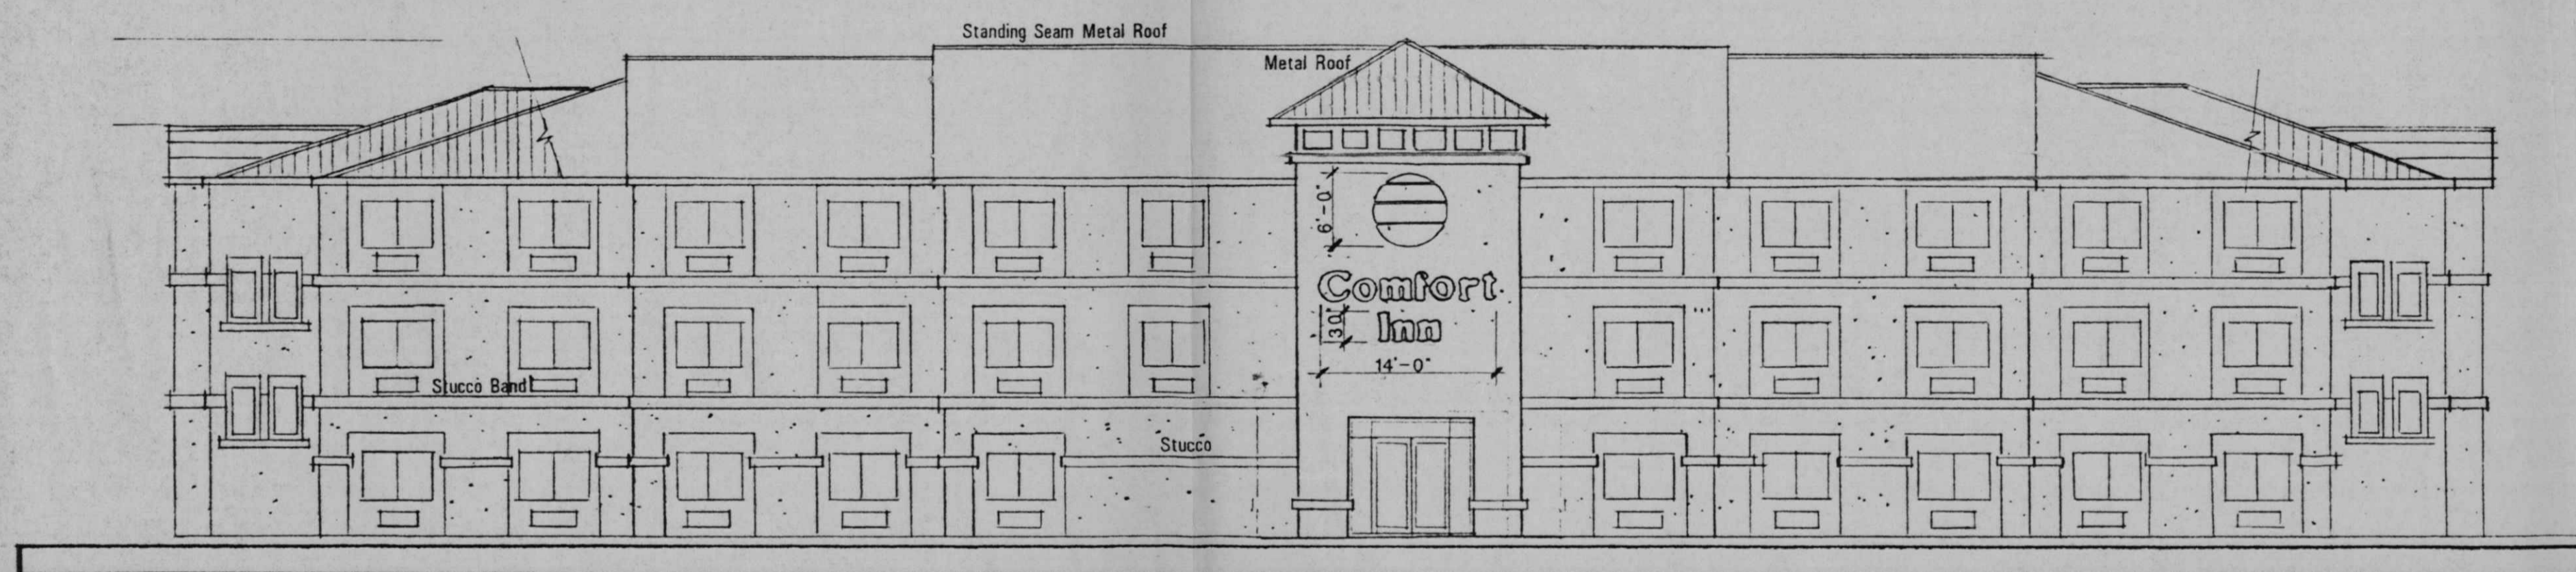 Standing Seam Metal Roof
Metal Roof
6'-0"
Comfort
Inn
30"
14'-0"
Stucco Band
Stucco